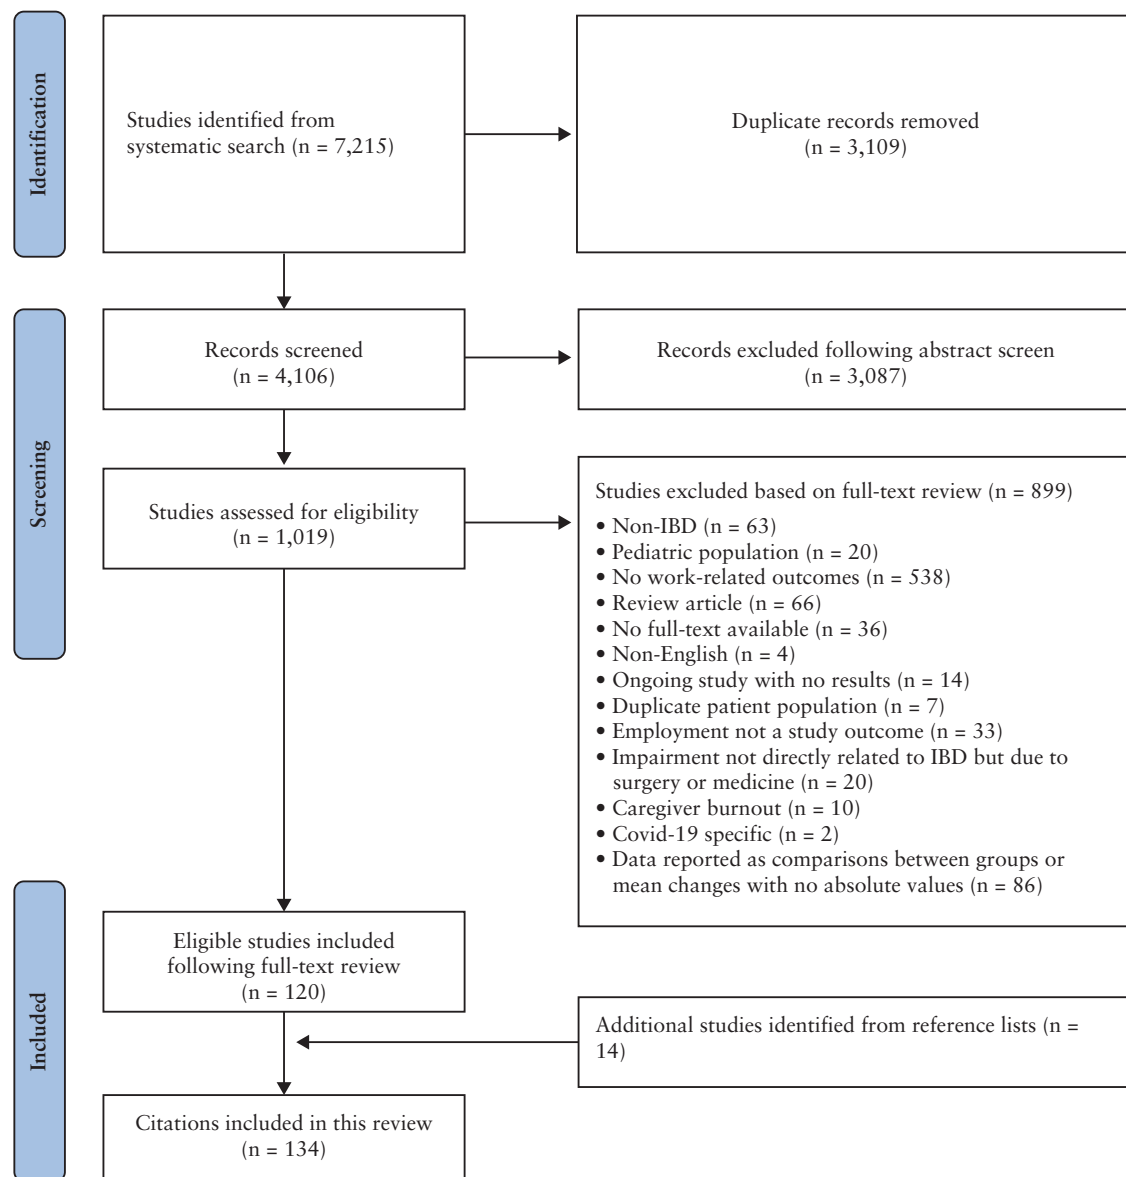 Identification
Studies identified from
systematic search (n = 7,215)
Duplicate records removed
(n = 3,109)
Screening
Records screened
(n = 4,106)
Records excluded following abstract screen
(n = 3,087)
Studies assessed for eligibility
(n = 1,019)
Studies excluded based on full-text review (n = 899)
• Non-IBD (n = 63)
• Pediatric population (n = 20)
• No work-related outcomes (n = 538)
• Review article (n = 66)
• No full-text available (n = 36)
• Non-English (n = 4)
• Ongoing study with no results (n = 14)
• Duplicate patient population (n = 7)
• Employment not a study outcome (n = 33)
• Impairment not directly related to IBD but due to
surgery or medicine (n = 20)
• Caregiver burnout (n = 10)
• Covid-19 specific (n = 2)
• Data reported as comparisons between groups or
mean changes with no absolute values (n = 86)
Included
Eligible studies included
following full-text review
(n = 120)
Additional studies identified from reference lists (n =
14)
Citations included in this review
(n = 134)